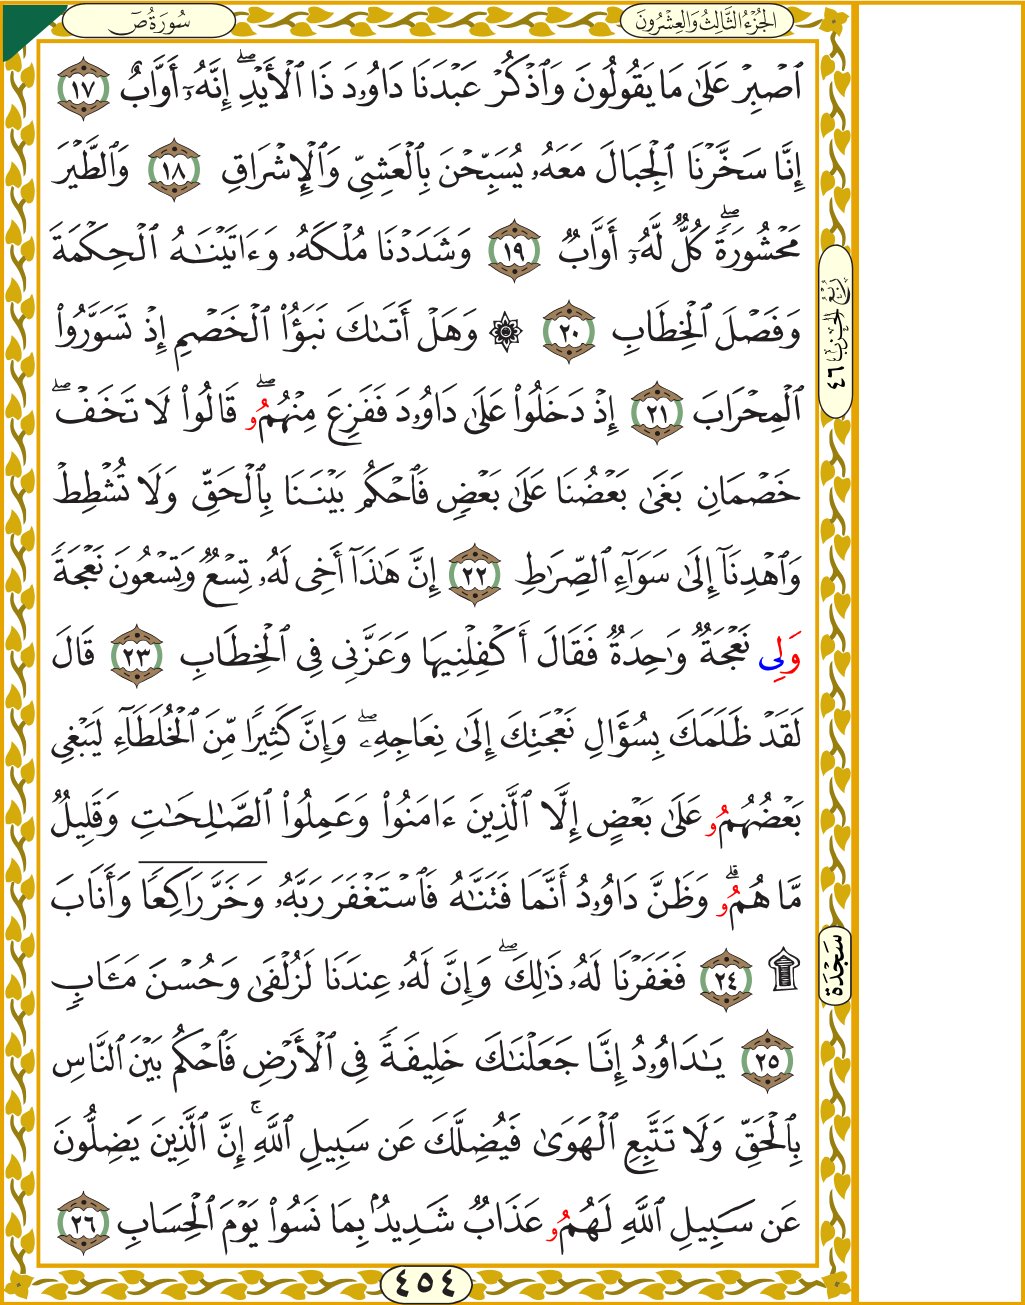 سُورَةُ صٓ
الجُزْءُ الثَّالِثُ وَالعِشْرُونَ
ٱصْبِرْ عَلَىٰ مَا يَقُولُونَ وَٱذْكُرْ عَبْدَنَا دَاوُۥدَ ذَا ٱلْأَيْدِۖ إِنَّهُۥٓ أَوَّابٌ ١٧
إِنَّا سَخَّرْنَا ٱلْجِبَالَ مَعَهُۥ يُسَبِّحْنَ بِٱلْعَشِىِّ وَٱلْإِشْرَاقِ ١٨ وَٱلطَّيْرَ
مَحْشُورَةًۖ كُلٌّ لَّهُۥٓ أَوَّابٌ ١٩ وَشَدَدْنَا مُلْكَهُۥ وَءَاتَيْنَٰهُ ٱلْحِكْمَةَ
وَفَصْلَ ٱلْخِطَابِ ٢٠ ۞ وَهَلْ أَتَىٰكَ نَبَؤُا۟ ٱلْخَصْمِ إِذْ تَسَوَّرُوا۟
ٱلْمِحْرَابَ ٢١ إِذْ دَخَلُوا۟ عَلَىٰ دَاوُۥدَ فَفَزِعَ مِنْهُمُۥۖ قَالُوا۟ لَا تَخَفْۖ
خَصْمَانِ بَغَىٰ بَعْضُنَا عَلَىٰ بَعْضٍ فَٱحْكُم بَيْنَنَا بِٱلْحَقِّ وَلَا تُشْطِطْ
وَٱهْدِنَآ إِلَىٰ سَوَآءِ ٱلصِّرَٰطِ ٢٢ إِنَّ هَٰذَآ أَخِى لَهُۥ تِسْعٌ وَتِسْعُونَ نَعْجَةً
وَلِى نَعْجَةٌ وَٰحِدَةٌ فَقَالَ أَكْفِلْنِيهَا وَعَزَّنِى فِى ٱلْخِطَابِ ٢٣ قَالَ
لَقَدْ ظَلَمَكَ بِسُؤَالِ نَعْجَتِكَ إِلَىٰ نِعَاجِهِۦۖ وَإِنَّ كَثِيرًا مِّنَ ٱلْخُلَطَآءِ لَيَبْغِى
بَعْضُهُمُۥ عَلَىٰ بَعْضٍ إِلَّا ٱلَّذِينَ ءَامَنُوا۟ وَعَمِلُوا۟ ٱلصَّٰلِحَٰتِ وَقَلِيلٌ
مَّا هُمُۥۗ وَظَنَّ دَاوُۥدُ أَنَّمَا فَتَنَّٰهُ فَٱسْتَغْفَرَ رَبَّهُۥ وَخَرَّ رَاكِعًا وَأَنَابَ
۩ ٢٤ فَغَفَرْنَا لَهُۥ ذَٰلِكَۖ وَإِنَّ لَهُۥ عِندَنَا لَزُلْفَىٰ وَحُسْنَ مَـَٔابٍ
٢٥ يَٰدَاوُۥدُ إِنَّا جَعَلْنَٰكَ خَلِيفَةً فِى ٱلْأَرْضِ فَٱحْكُم بَيْنَ ٱلنَّاسِ
بِٱلْحَقِّ وَلَا تَتَّبِعِ ٱلْهَوَىٰ فَيُضِلَّكَ عَن سَبِيلِ ٱللَّهِۚ إِنَّ ٱلَّذِينَ يَضِلُّونَ
عَن سَبِيلِ ٱللَّهِ لَهُمُۥ عَذَابٌ شَدِيدٌۢ بِمَا نَسُوا۟ يَوْمَ ٱلْحِسَابِ ٢٦
رُبْعُ الحِزْبِ ٤٦
سَجْدَة
٤٥٤